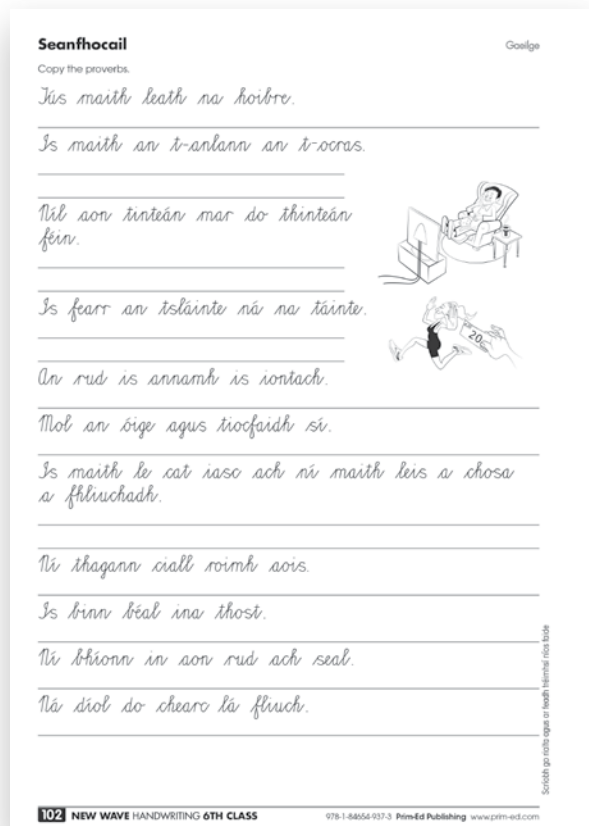 Seanfhocail
Gaeilge
Copy the proverbs.
Tús maith leath na hoibre.
Is maith an t-anlann an t-ocras.
Níl aon tinteán mar do thinteán
féin.
Is fearr an tsláinte ná na táinte.
20
An rud is annamh is iontach.
Mol an óige agus tiocfaidh sí.
Is maith le cat iasc ach ní maith leis a chosa
a fhliuchadh.
Ní thagann ciall roimh aois.
Is binn béal ina thost.
Ní bhíonn in aon rud ach seal.
Ná díol do chearc lá fliuch.
Scríobh go rialta agus ar feadh tréimhsí níos faide
102 NEW WAVE HANDWRITING 6TH CLASS
978-1-84654-937-3 Prim-Ed Publishing www.prim-ed.com